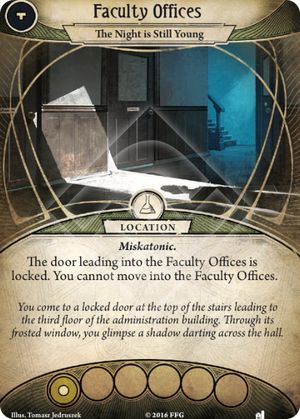 Faculty Offices
The Night is Still Young
LOCATION
Miskatonic.
The door leading into the Faculty Offices is
locked. You cannot move into the Faculty Offices.
You come to a locked door at the top of the stairs leading to
the third floor of the administration building. Through its
frosted window, you glimpse a shadow darting across the hall.
Illus. Tomasz Jedruszek
© 2016 FFG